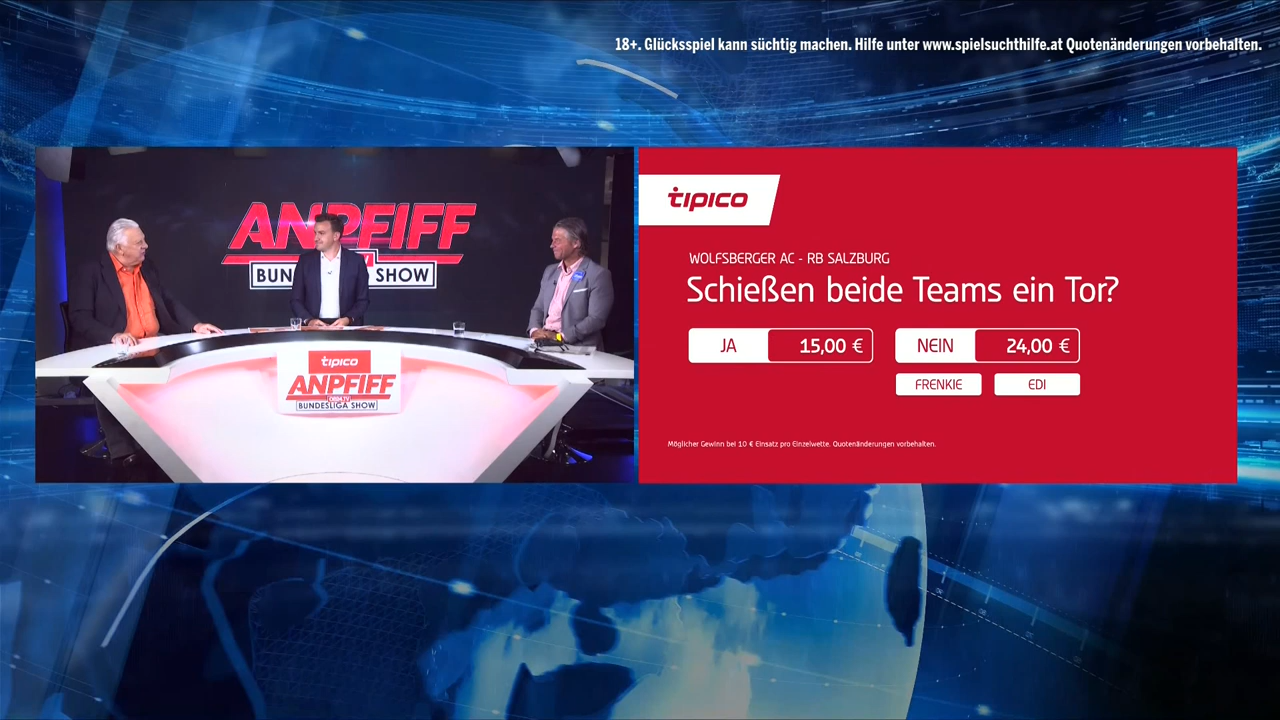 18+. Glücksspiel kann süchtig machen. Hilfe unter www.spielsuchthilfe.at Quotenänderungen vorbehalten.
ANPFIFF
BUNDESLIGA SHOW
tipico
ANPFIFF
OE24.TV
BUNDESLIGA SHOW
tipico
WOLFSBERGER AC - RB SALZBURG
Schießen beide Teams ein Tor?
JA 15,00 € NEIN 24,00 €
FRENKIE EDI
Möglicher Gewinn bei 10 € Einsatz pro Einzelwette. Quotenänderungen vorbehalten.